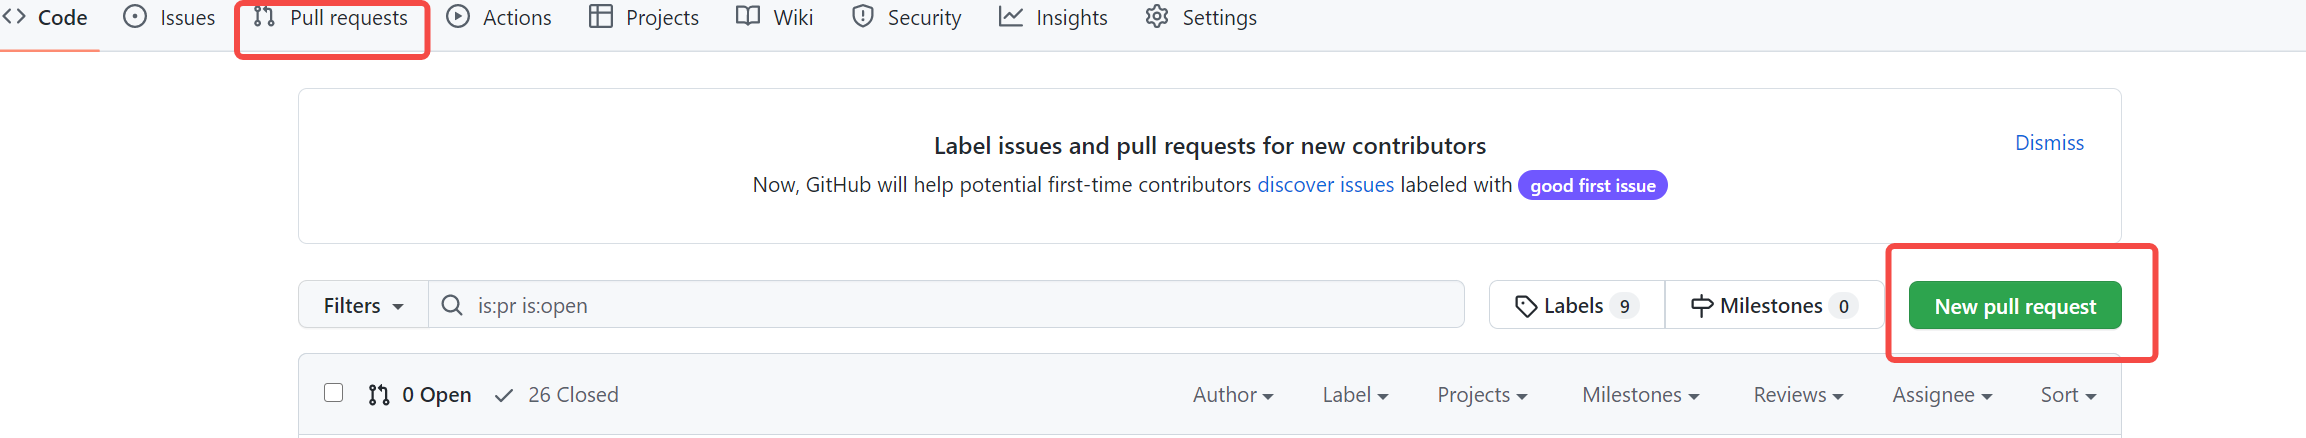 Code Issues Pull requests Actions Projects Wiki Security Insights Settings
Label issues and pull requests for new contributors
Dismiss
Now, GitHub will help potential first-time contributors discover issues labeled with good first issue
Filters is:pr is:open Labels 9 Milestones 0 New pull request
0 Open 26 Closed Author Label Projects Milestones Reviews Assignee Sort